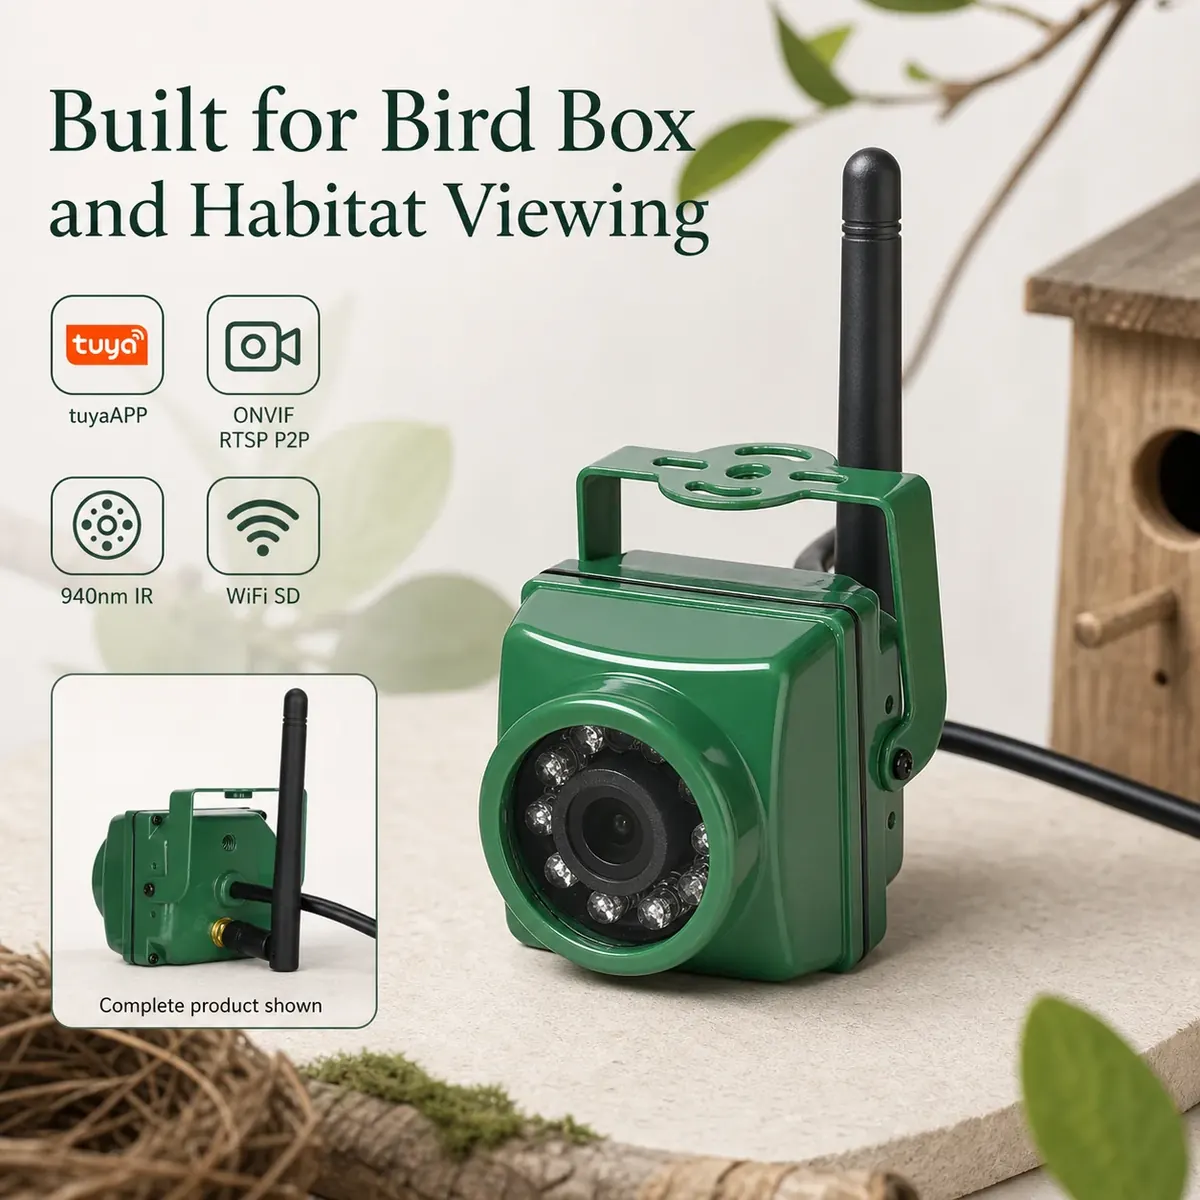 Built for Bird Box
and Habitat Viewing
tuya
tuyaAPP
ONVIF
RTSP P2P
940nm IR
WiFi SD
Complete product shown